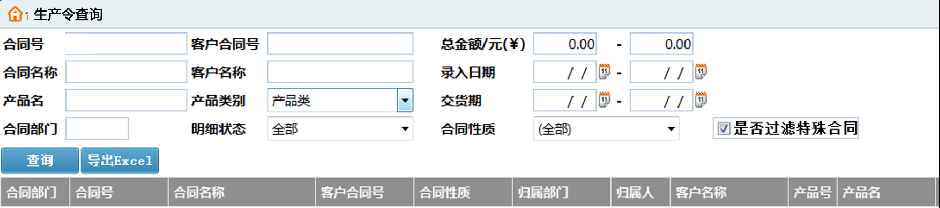 生产令查询
合同号 客户合同号 总金额/元(￥) 0.00 - 0.00
合同名称 客户名称 录入日期 / / - / /
产品名 产品类别 产品类 交货期 / / - / /
合同部门 明细状态 全部 合同性质 (全部) 是否过滤特殊合同
查询 导出Excel
合同部门 合同号 合同名称 客户合同号 合同性质 归属部门 归属人 客户名称 产品号 产品名